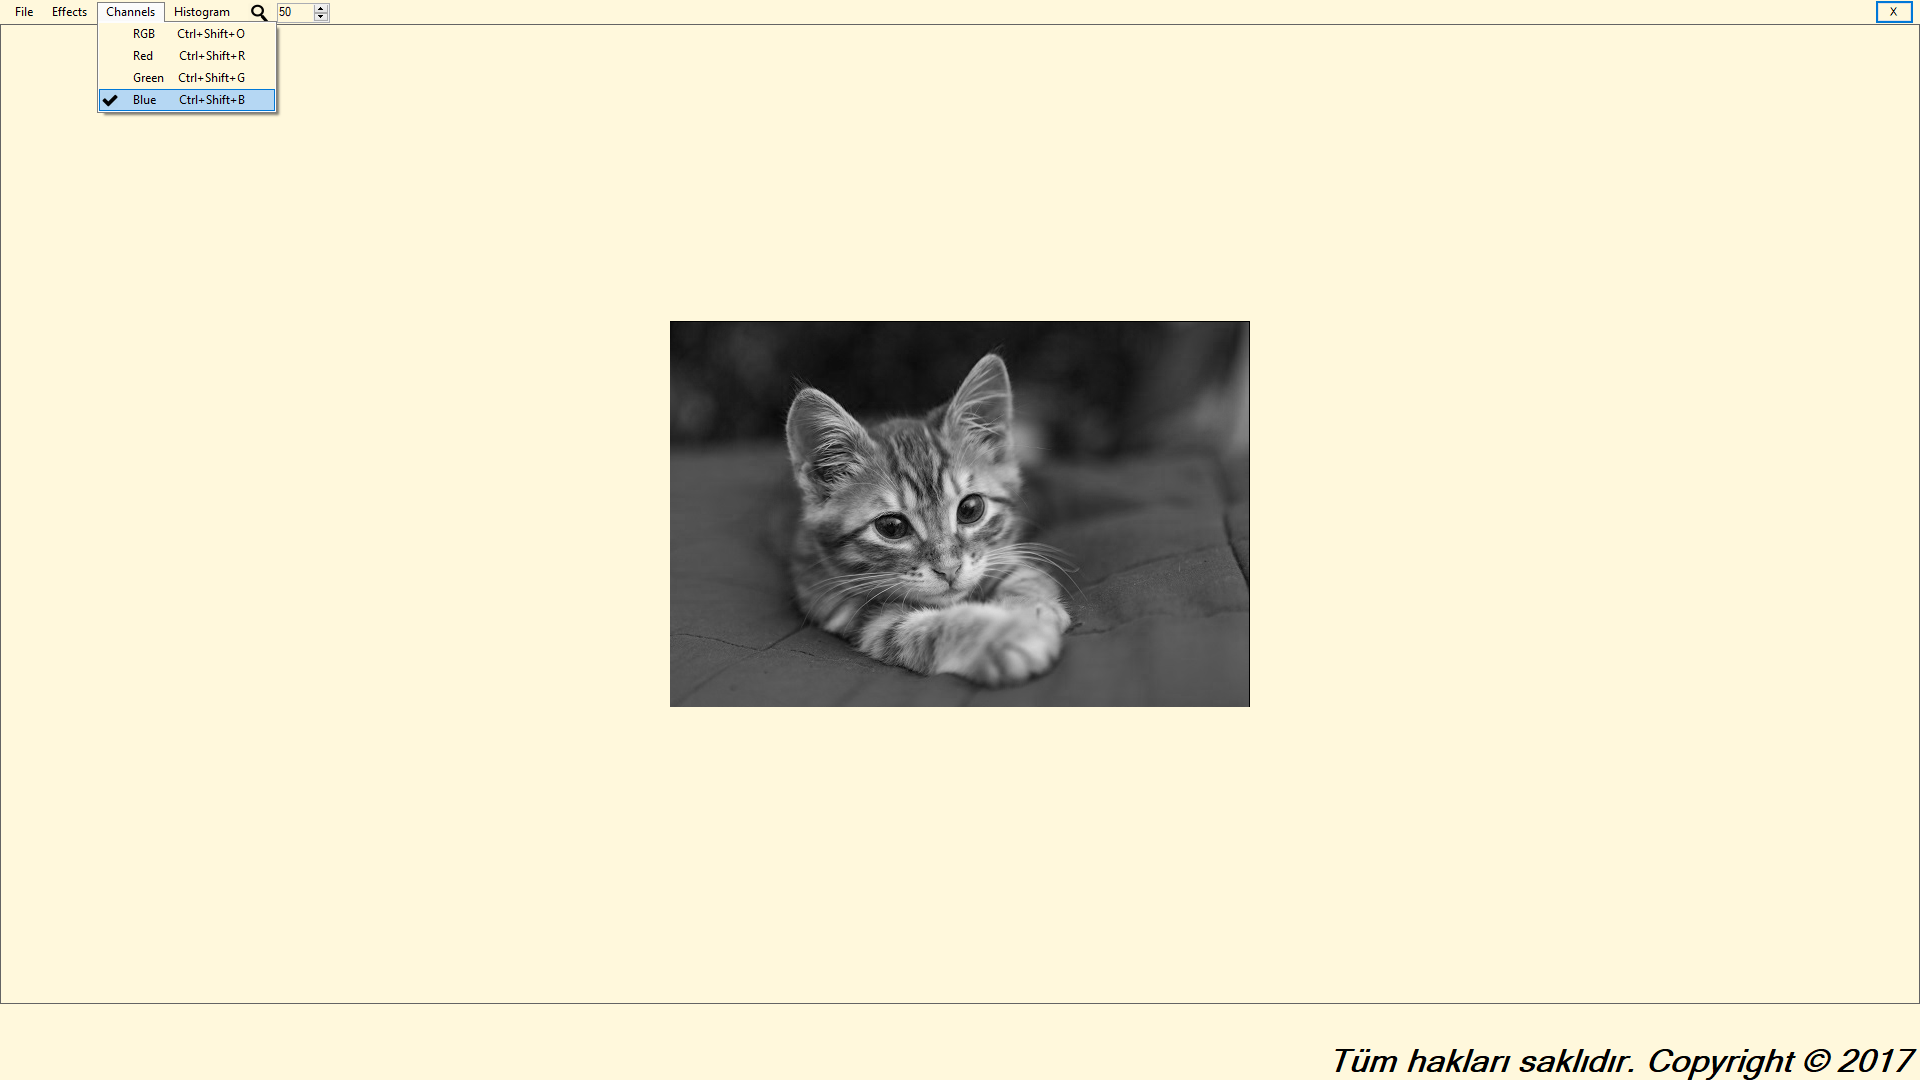 File Effects Channels Histogram 50 X
RGB Ctrl+Shift+O
Red Ctrl+Shift+R
Green Ctrl+Shift+G
Blue Ctrl+Shift+B
Tüm hakları saklıdır. Copyright © 2017